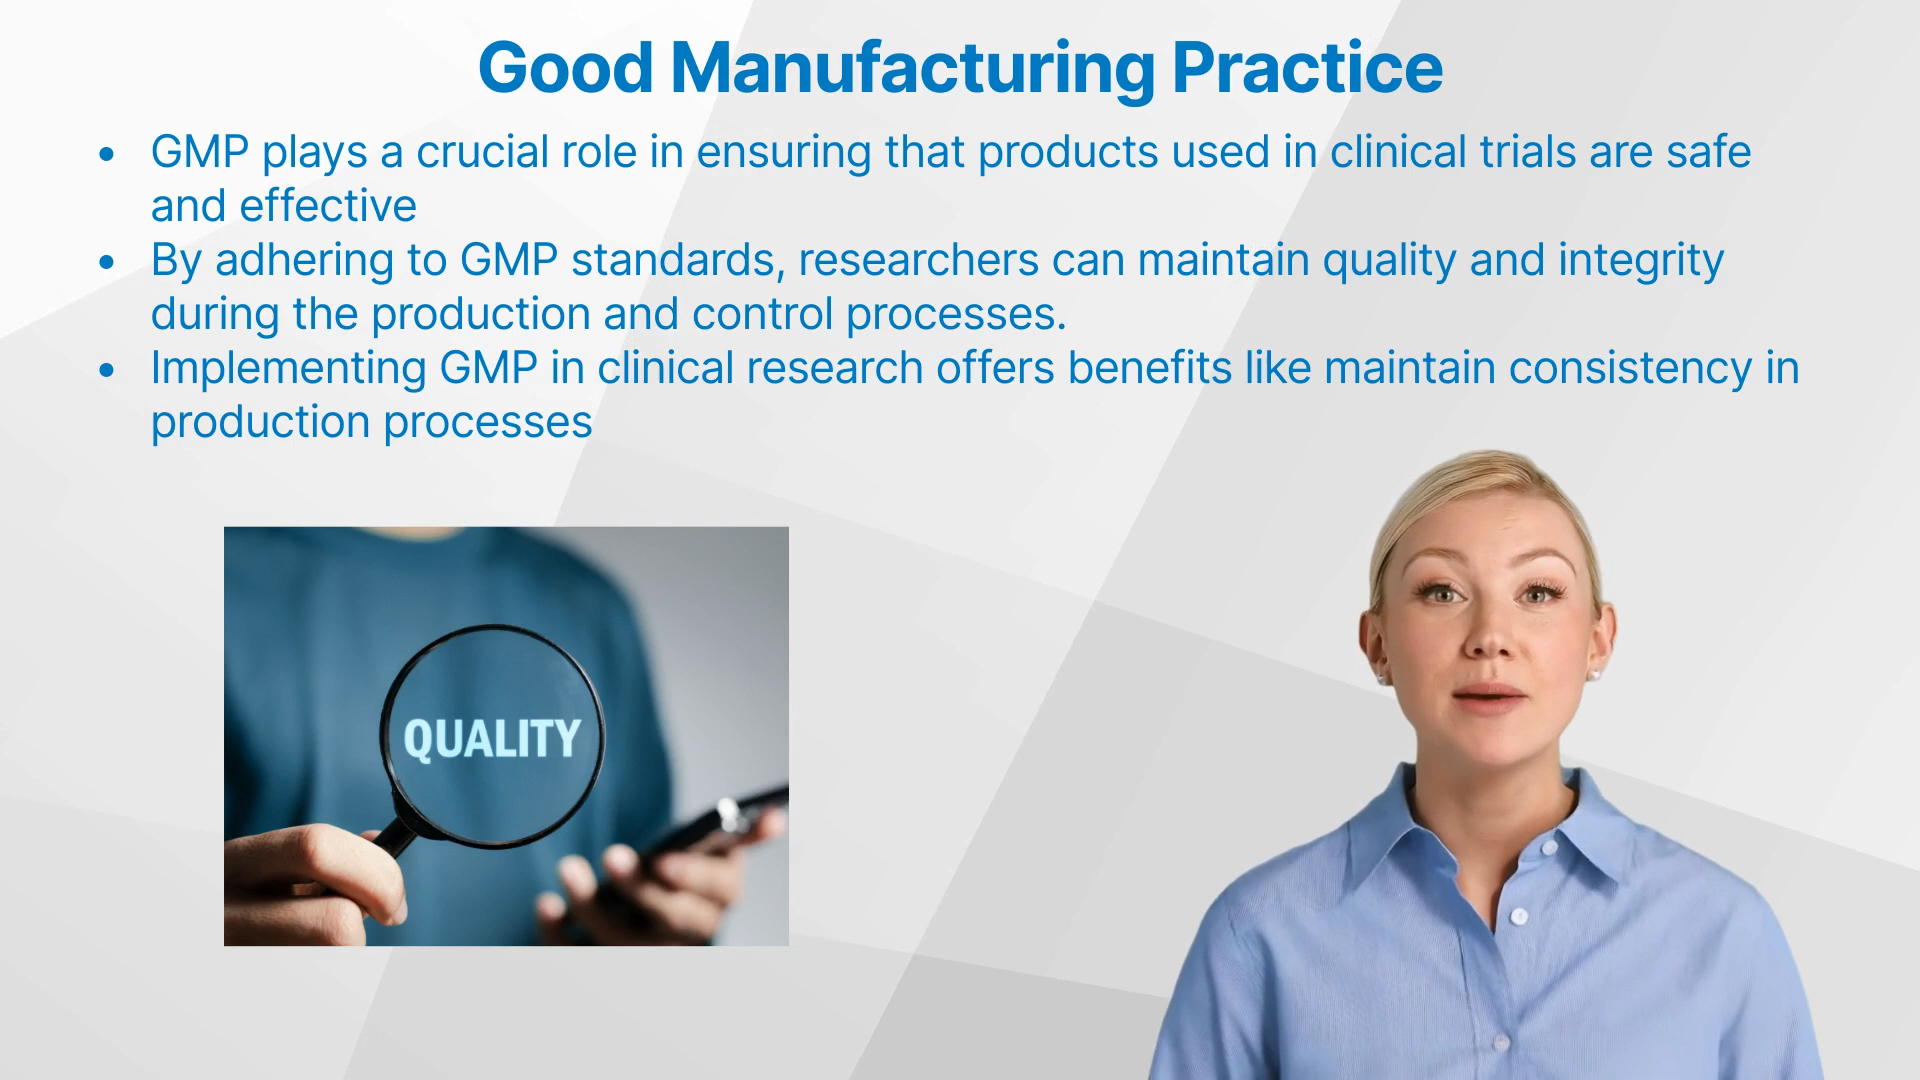 Good Manufacturing Practice
• GMP plays a crucial role in ensuring that products used in clinical trials are safe
and effective
• By adhering to GMP standards, researchers can maintain quality and integrity
during the production and control processes.
• Implementing GMP in clinical research offers benefits like maintain consistency in
production processes
QUALITY